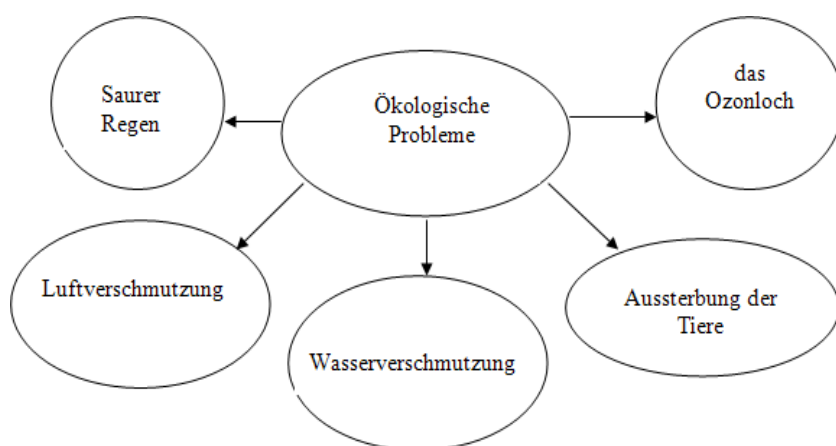 Saurer
Regen
Ökologische
Probleme
das
Ozonloch
Luftverschmutzung
Wasserverschmutzung
Aussterbung der
Tiere